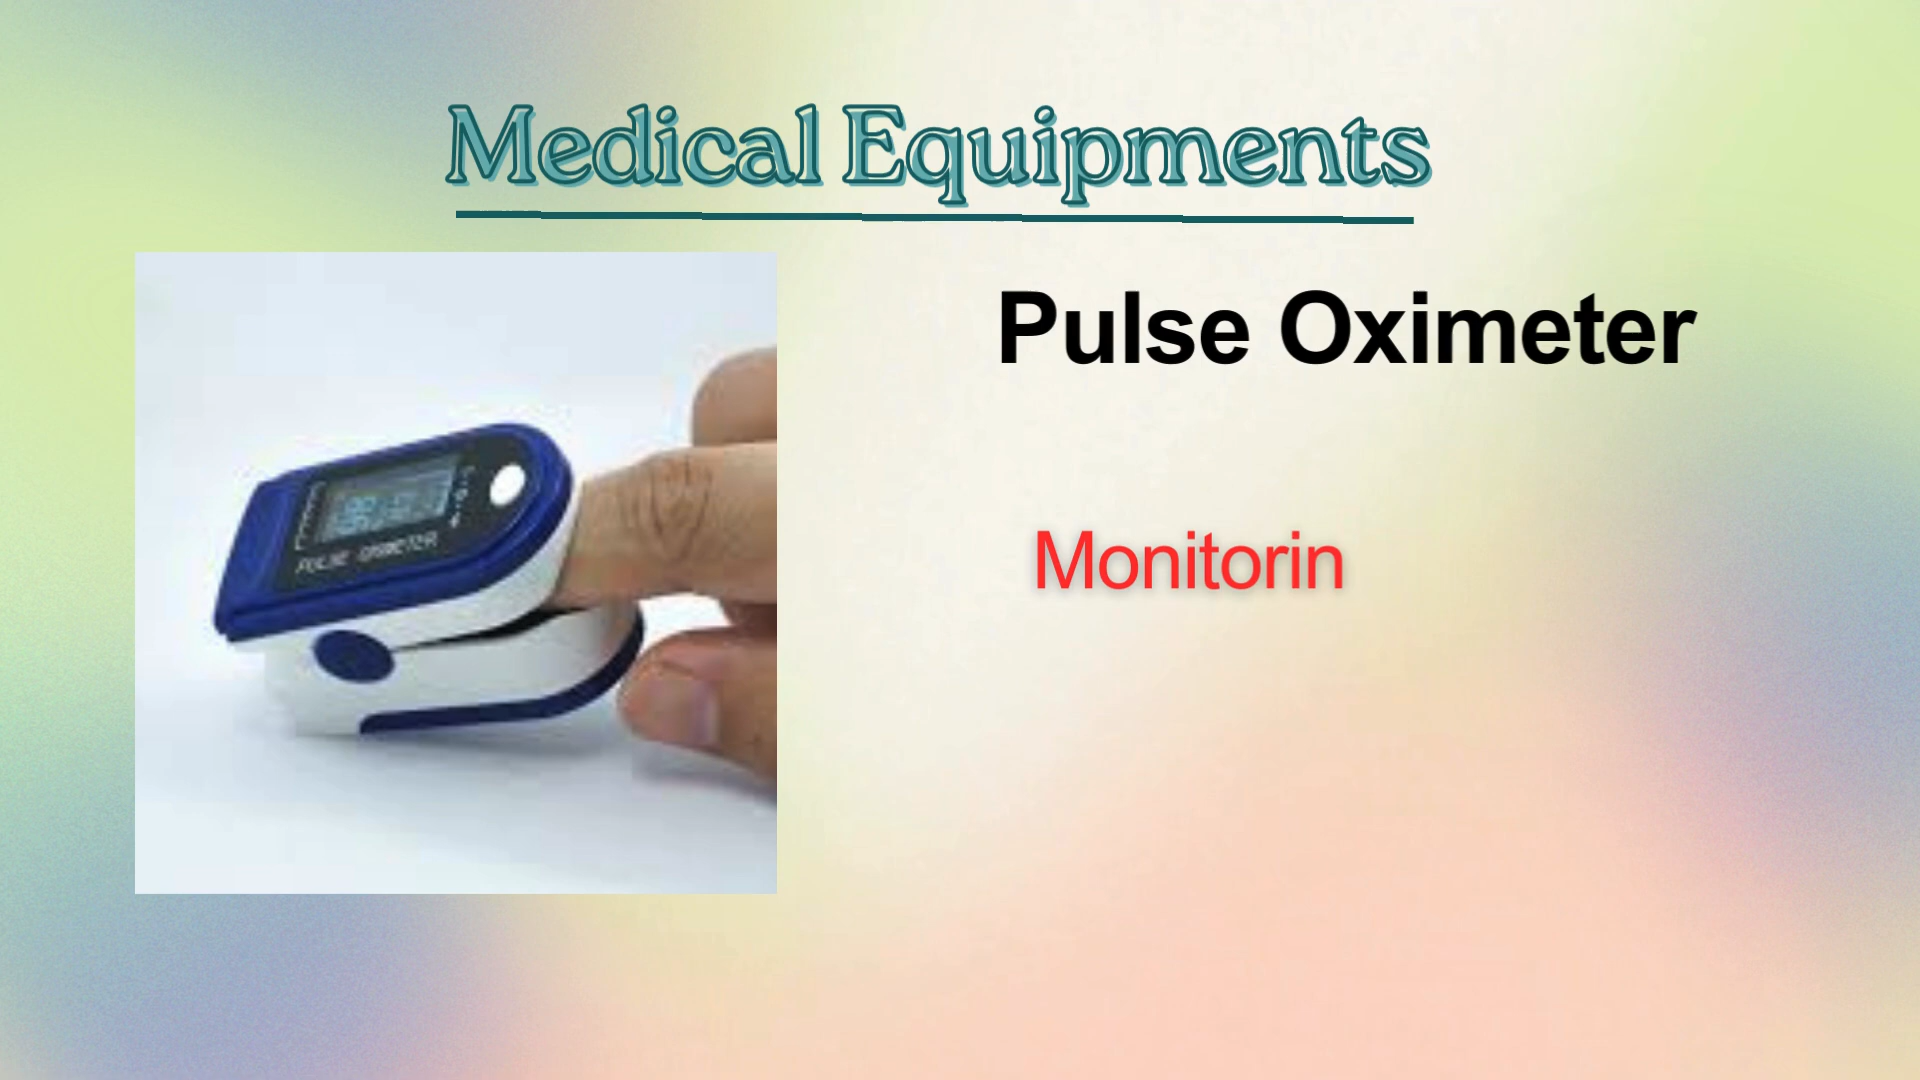 Medical Equipments
Pulse Oximeter
PULSE OXIMETER
Monitorin